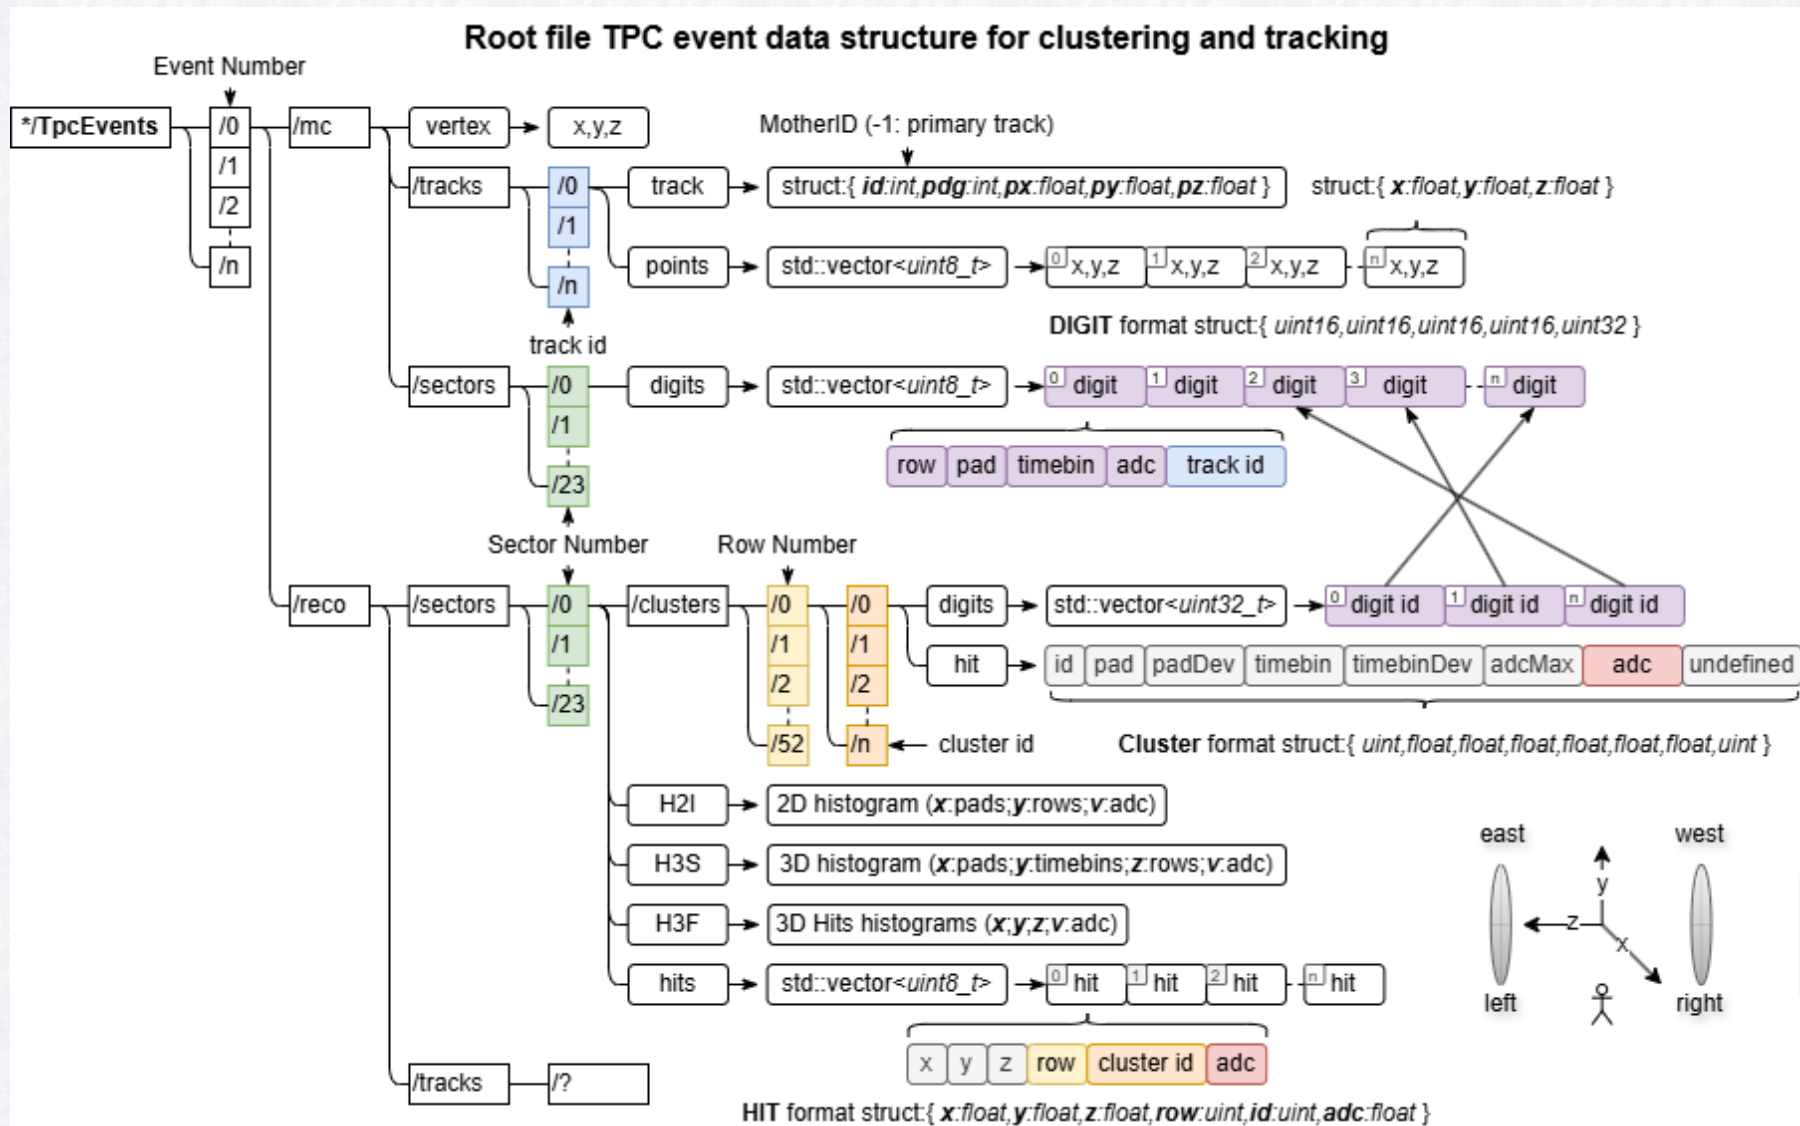 Root file TPC event data structure for clustering and tracking
Event Number
*/TpcEvents /0 /mc vertex x,y,z MotherID (-1: primary track)
/1
/tracks /0 track struct:{ id:int,pdg:int,px:float,py:float,pz:float } struct:{ x:float,y:float,z:float }
/2 /1
/n /n points std::vector<uint8_t> 0 x,y,z 1 x,y,z 2 x,y,z n x,y,z
track id
DIGIT format struct:{ uint16,uint16,uint16,uint16,uint32 }
/sectors /0 digits std::vector<uint8_t> 0 digit 1 digit 2 digit 3 digit n digit
/1
row pad timebin adc track id
/23
Sector Number Row Number
/reco /sectors /0 /clusters /0 /0 digits std::vector<uint32_t> 0 digit id 1 digit id n digit id
/1 /1 /1
hit id pad padDev timebin timebinDev adcMax adc undefined
/2 /2
/23
/52 /n cluster id Cluster format struct:{ uint,float,float,float,float,float,float,uint }
H2I 2D histogram (x:pads;y:rows;v:adc)
H3S 3D histogram (x:pads;y:timebins;z:rows;v:adc)
H3F 3D Hits histograms (x;y;z;v:adc)
hits std::vector<uint8_t> 0 hit 1 hit 2 hit n hit
east west
y
z
x
left right
x y z row cluster id adc
/tracks /?
HIT format struct:{ x:float,y:float,z:float,row:uint,id:uint,adc:float }